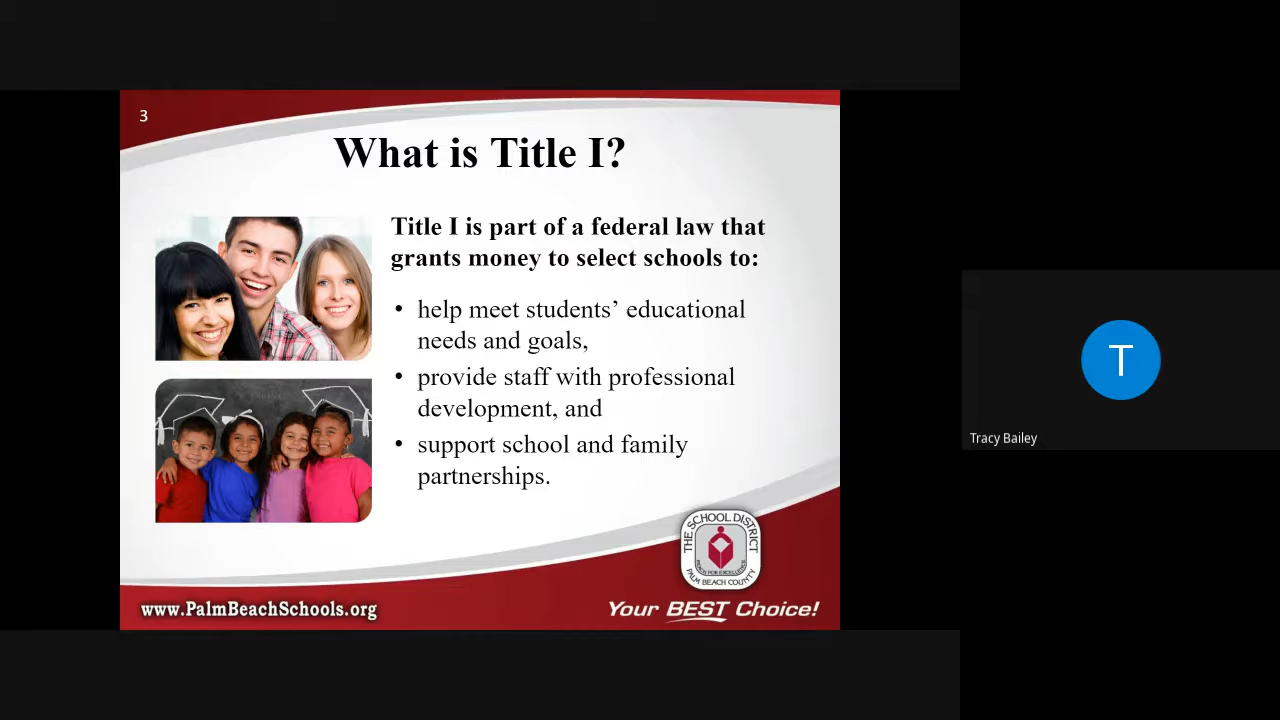 3
What is Title I?
Title I is part of a federal law that
grants money to select schools to:
• help meet students’ educational
needs and goals,
• provide staff with professional
development, and
• support school and family
partnerships.
THE SCHOOL DISTRICT
PALM BEACH COUNTY
www.PalmBeachSchools.org
Your BEST Choice!
T
Tracy Bailey